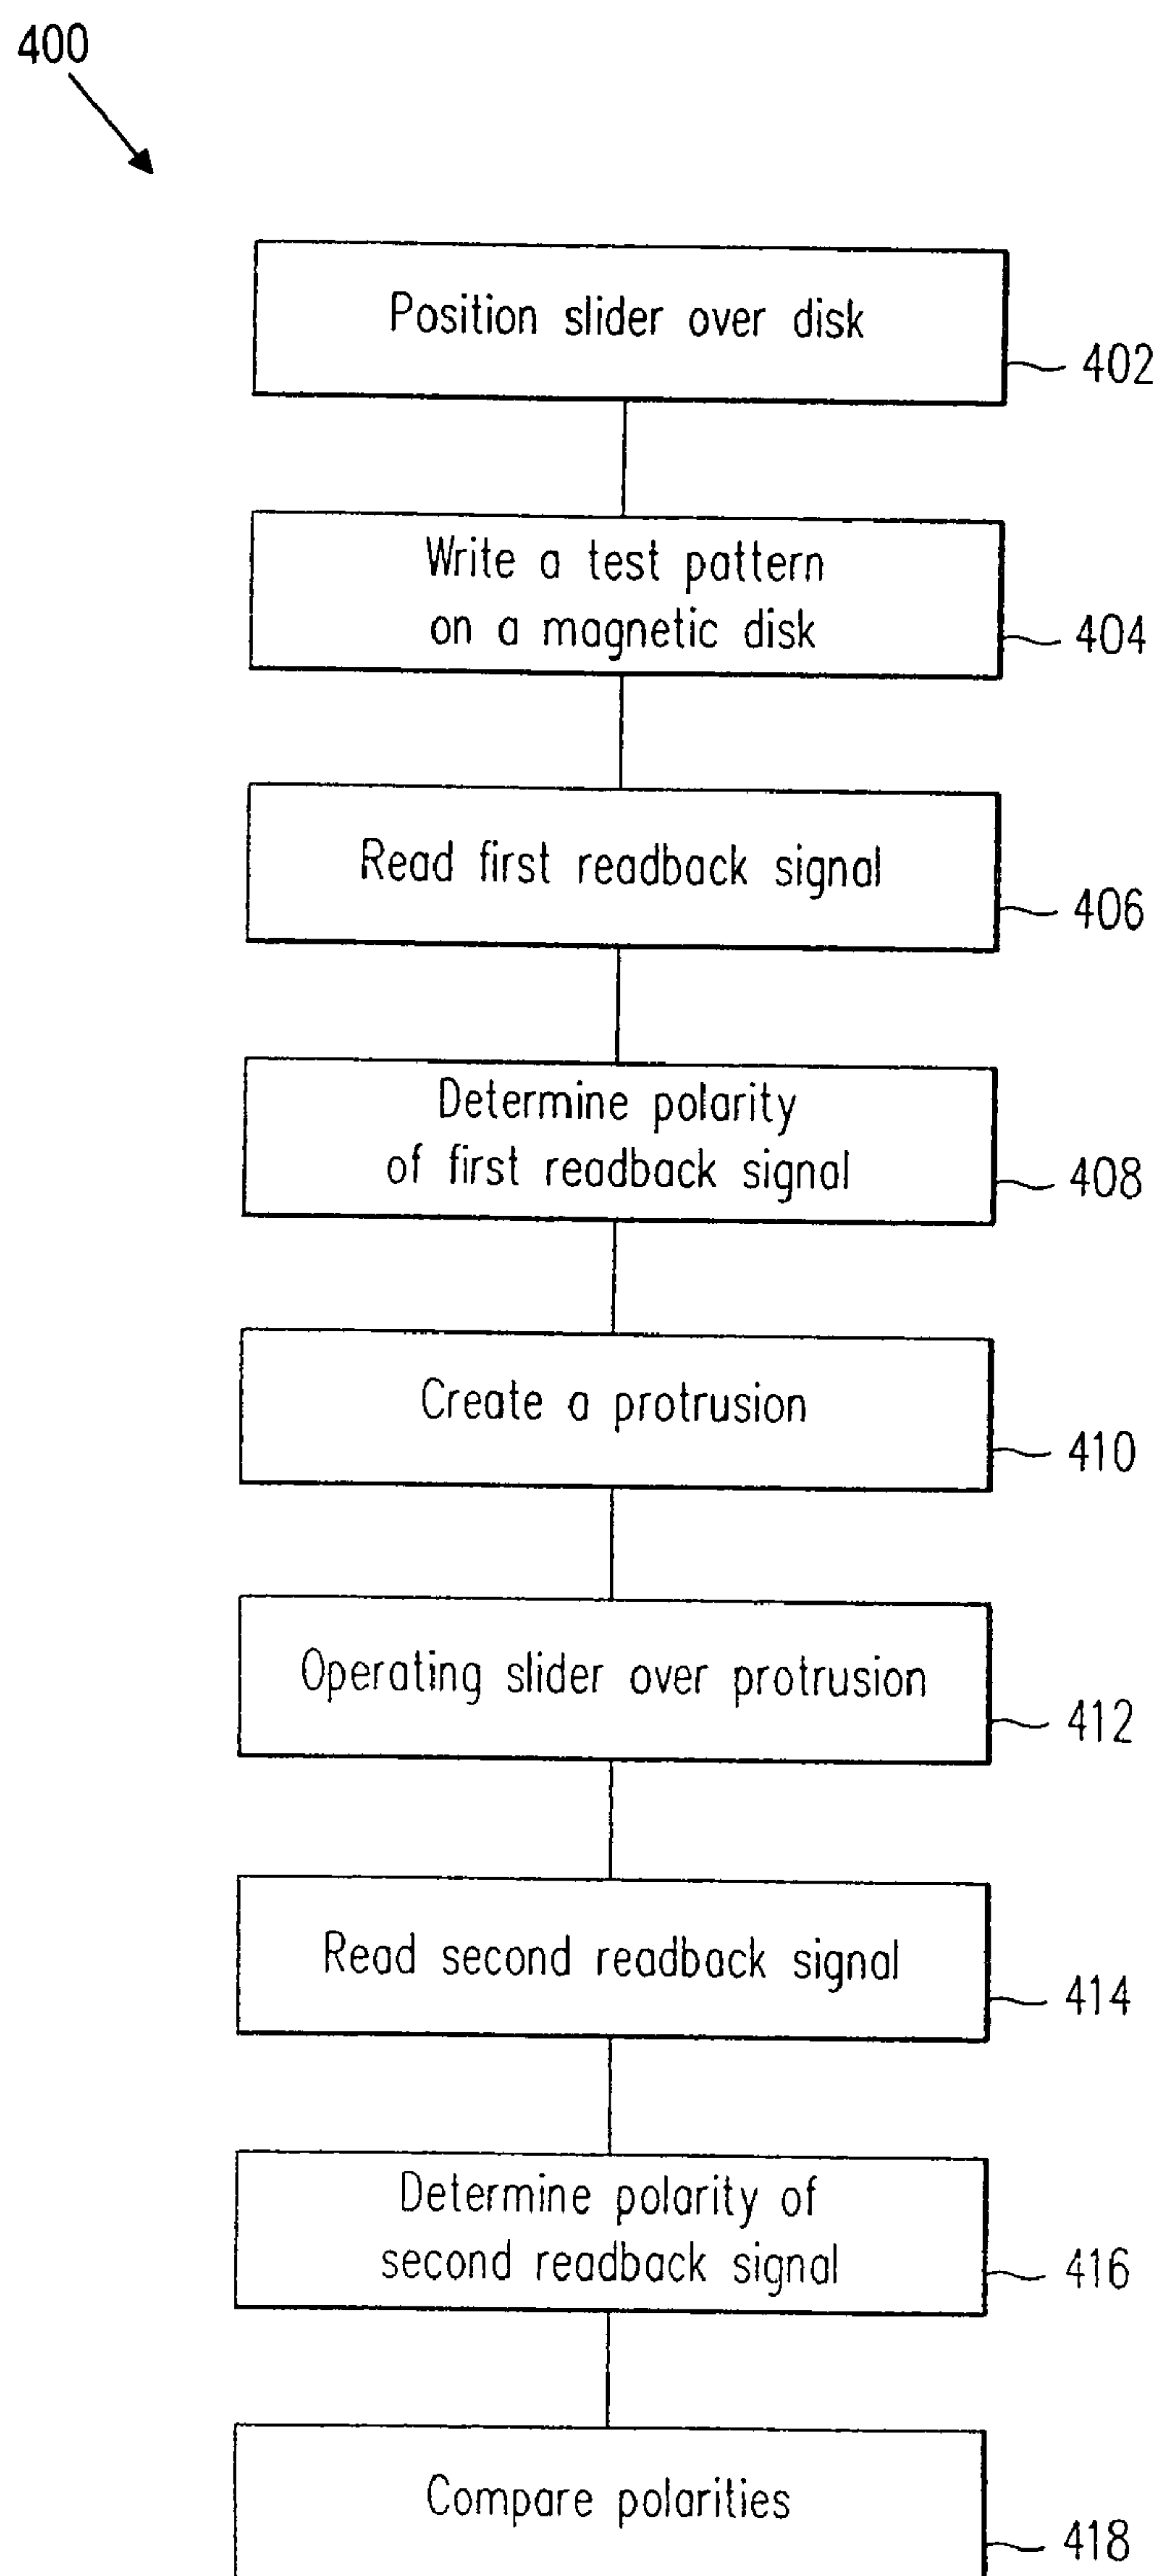 400
Position slider over disk
402
Write a test pattern
on a magnetic disk
404
Read first readback signal
406
Determine polarity
of first readback signal
408
Create a protrusion
410
Operating slider over protrusion
412
Read second readback signal
414
Determine polarity of
second readback signal
416
Compare polarities
418